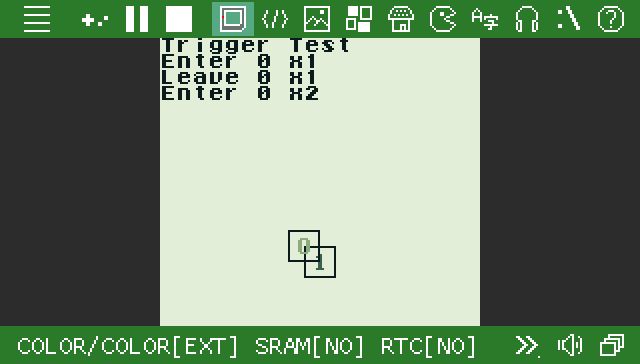 Trigger Test
Enter 0 x1
Leave 0 x1
Enter 0 x2
0
1
COLOR/COLOR[EXT] SRAM[NO] RTC[NO]